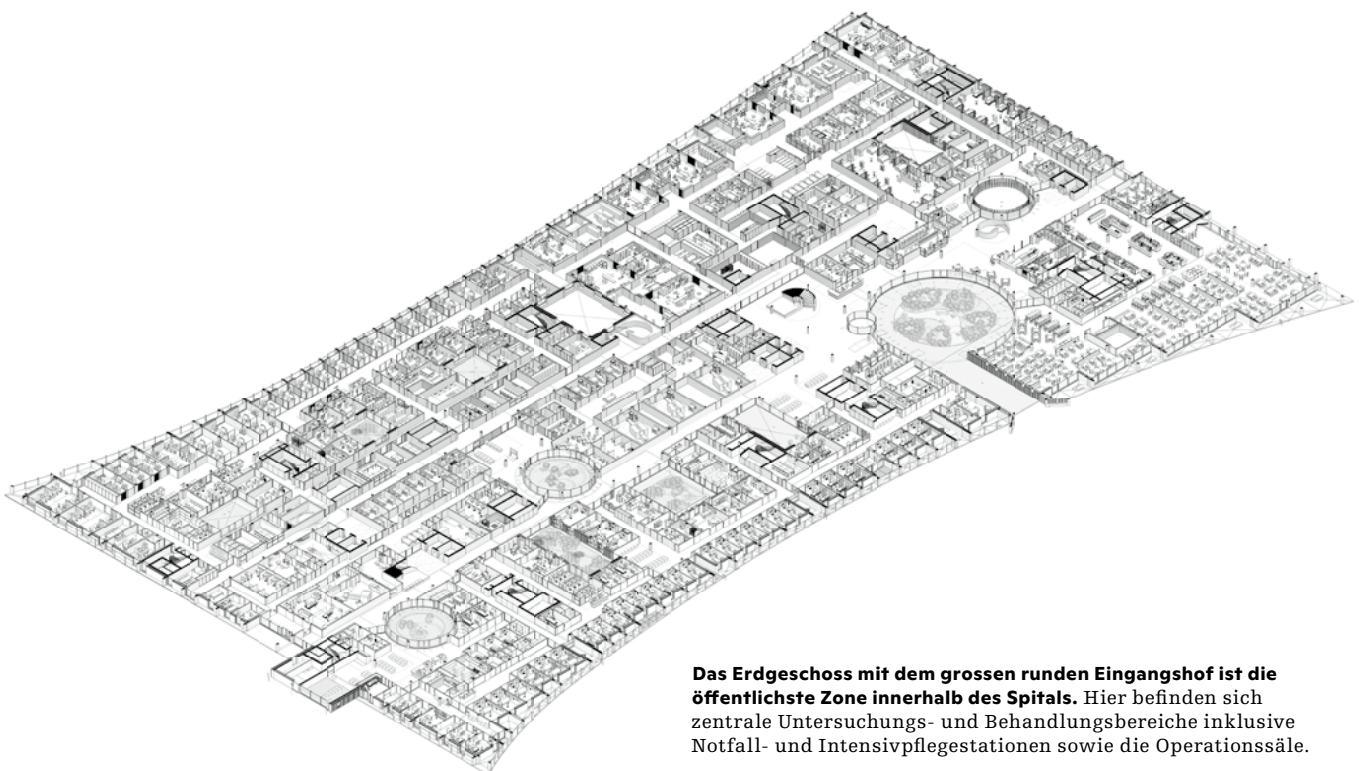 Das Erdgeschoss mit dem grossen runden Eingangshof ist die
öffentlichste Zone innerhalb des Spitals. Hier befinden sich
zentrale Untersuchungs- und Behandlungsbereiche inklusive
Notfall- und Intensivpflegestationen sowie die Operationssäle.